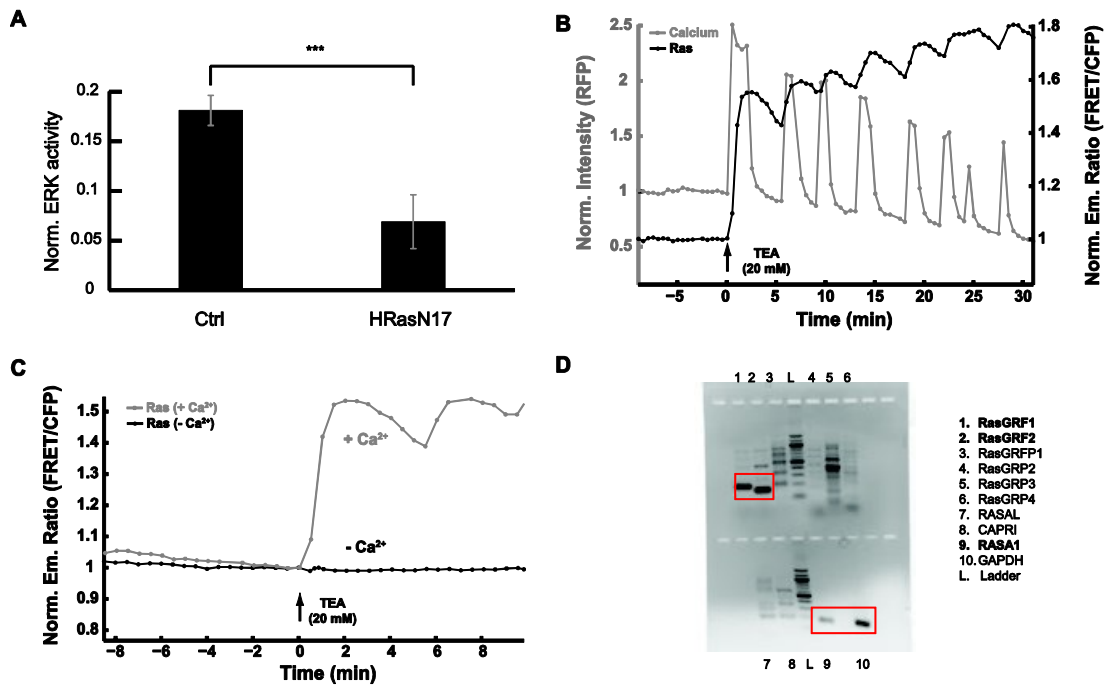 A
***
Norm. ERK activity
0.2
0.15
0.1
0.05
0
Ctrl
HRasN17
B
Calcium
Ras
Norm. Intensity (RFP)
2.5
2
1.5
1
0.5
Norm. Em. Ratio (FRET/CFP)
1.8
1.6
1.4
1.2
1
TEA
(20 mM)
−5 0 5 10 15 20 25 30
Time (min)
C
Ras (+ Ca²⁺)
Ras (- Ca²⁺)
Norm. Em. Ratio (FRET/CFP)
1.5
1.4
1.3
1.2
1.1
1
0.9
0.8
+ Ca²⁺
- Ca²⁺
TEA
(20 mM)
−8 −6 −4 −2 0 2 4 6 8
Time (min)
D
1 2 3 L 4 5 6
7 8 L 9 10
1. RasGRF1
2. RasGRF2
3. RasGRFP1
4. RasGRP2
5. RasGRP3
6. RasGRP4
7. RASAL
8. CAPRI
9. RASA1
10. GAPDH
L. Ladder